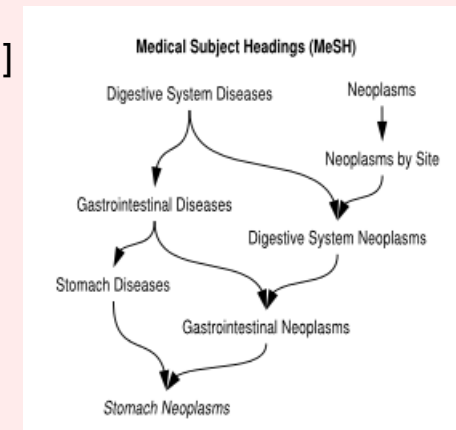 ]
Medical Subject Headings (MeSH)
Digestive System Diseases
Neoplasms
Neoplasms by Site
Gastrointestinal Diseases
Digestive System Neoplasms
Stomach Diseases
Gastrointestinal Neoplasms
Stomach Neoplasms